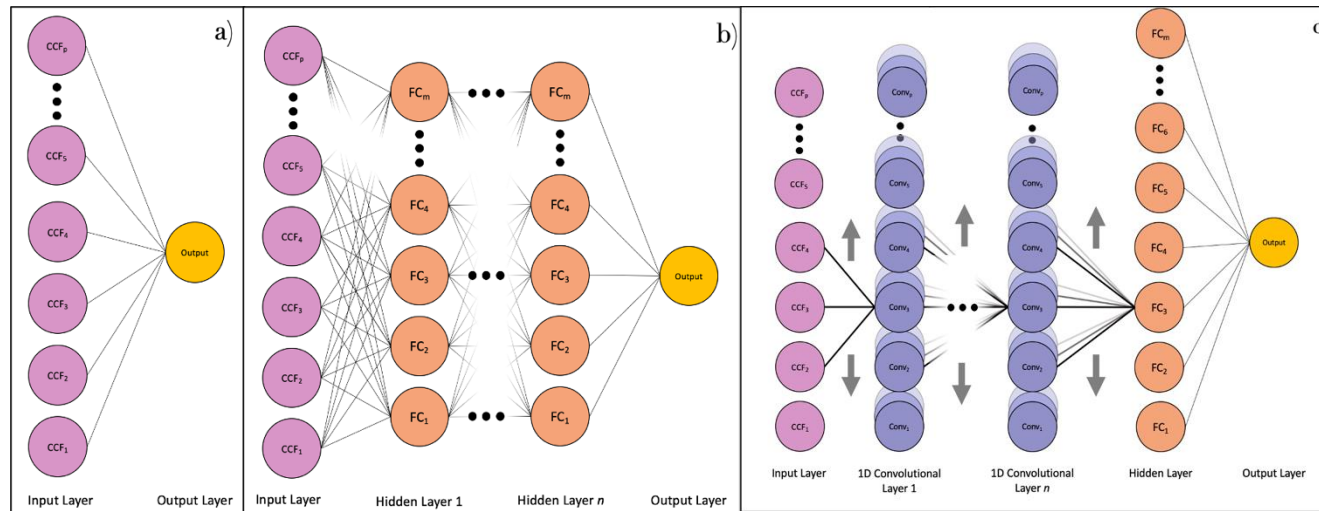 a)
CCFp
CCF5
CCF4
CCF3
CCF2
CCF1
Output
Input Layer
Output Layer
b)
CCFp
CCF5
CCF4
CCF3
CCF2
CCF1
FCm
FC4
FC3
FC2
FC1
FCm
FC4
FC3
FC2
FC1
Output
Input Layer
Hidden Layer 1
Hidden Layer n
Output Layer
CCFp
CCF5
CCF4
CCF3
CCF2
CCF1
Convp
Conv5
Conv4
Conv3
Conv2
Conv1
Convp
Conv5
Conv4
Conv3
Conv2
Conv1
FCm
FC6
FC5
FC4
FC3
FC2
FC1
Output
Input Layer
1D Convolutional
Layer 1
1D Convolutional
Layer n
Hidden Layer
Output Layer